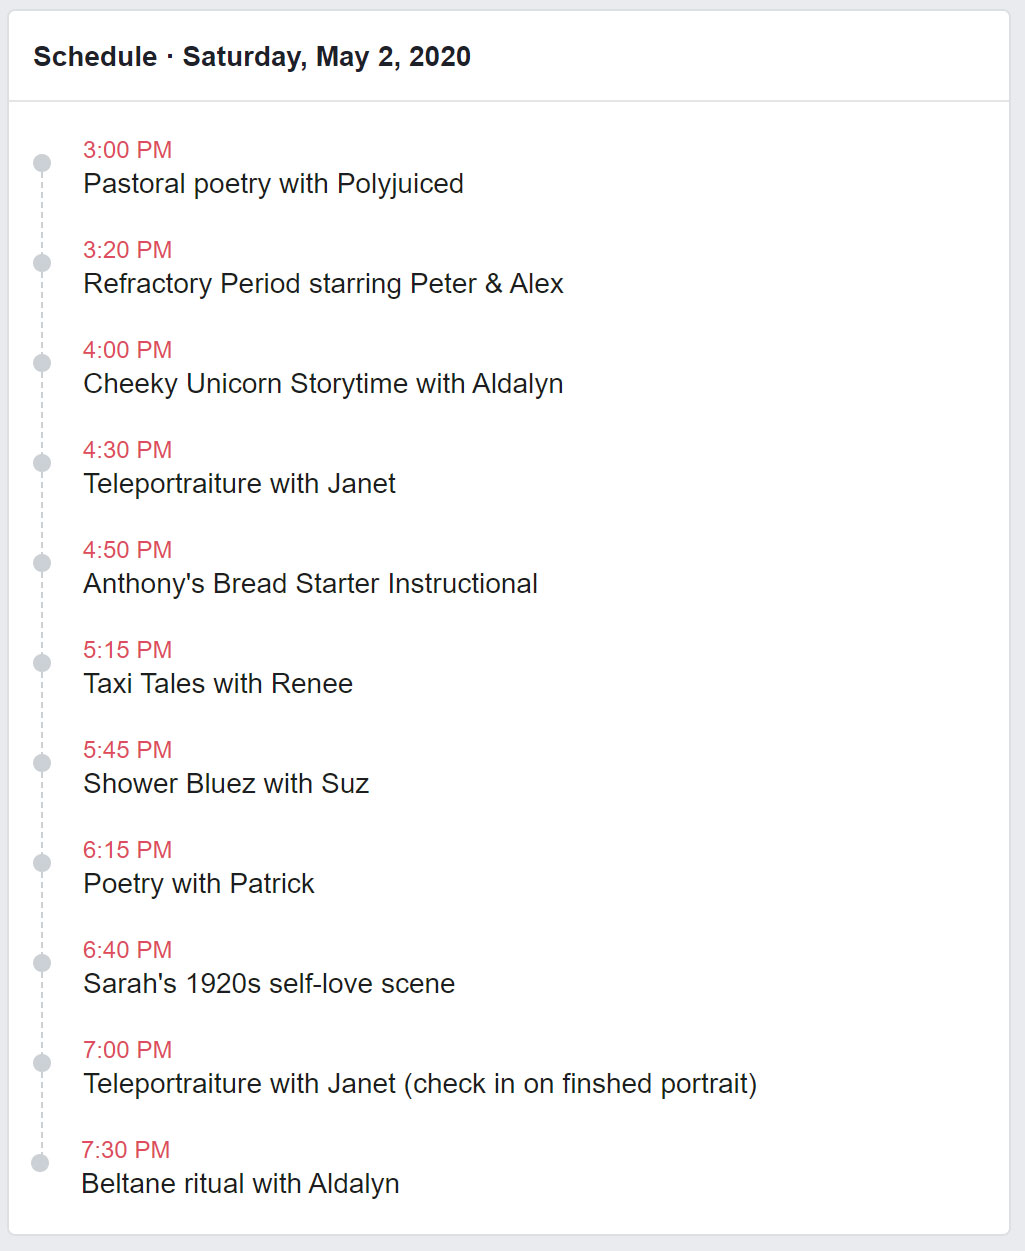 Schedule · Saturday, May 2, 2020
3:00 PM
Pastoral poetry with Polyjuiced
3:20 PM
Refractory Period starring Peter & Alex
4:00 PM
Cheeky Unicorn Storytime with Aldalyn
4:30 PM
Teleportraiture with Janet
4:50 PM
Anthony's Bread Starter Instructional
5:15 PM
Taxi Tales with Renee
5:45 PM
Shower Bluez with Suz
6:15 PM
Poetry with Patrick
6:40 PM
Sarah's 1920s self-love scene
7:00 PM
Teleportraiture with Janet (check in on finshed portrait)
7:30 PM
Beltane ritual with Aldalyn